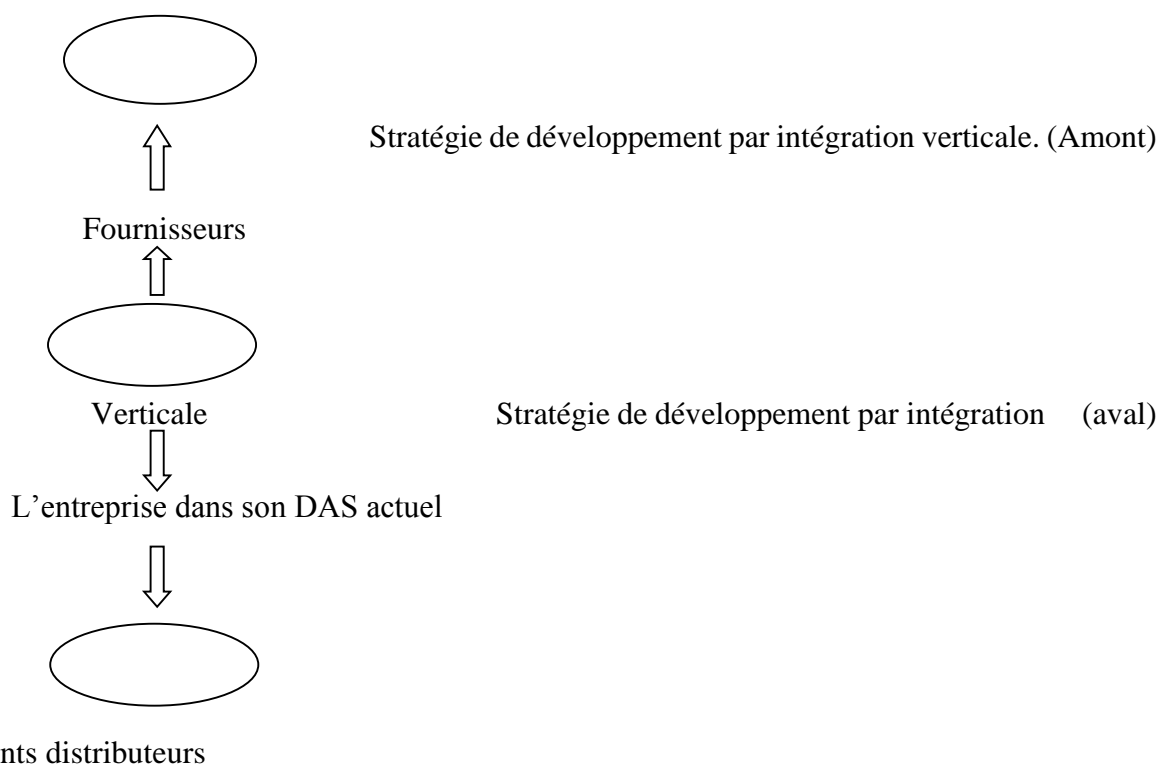 Stratégie de développement par intégration verticale. (Amont)
Fournisseurs
Verticale Stratégie de développement par intégration (aval)
L’entreprise dans son DAS actuel
nts distributeurs